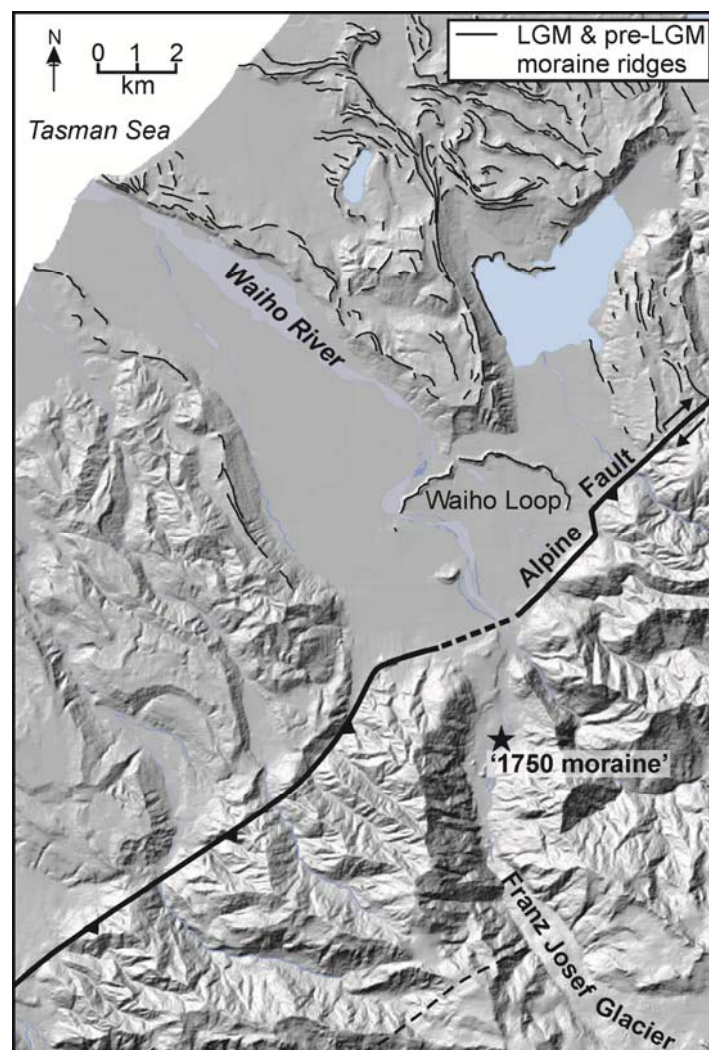 N
0 1 2
km
LGM & pre-LGM
moraine ridges
Tasman Sea
Waiho River
Waiho Loop
Alpine Fault
'1750 moraine'
Franz Josef Glacier